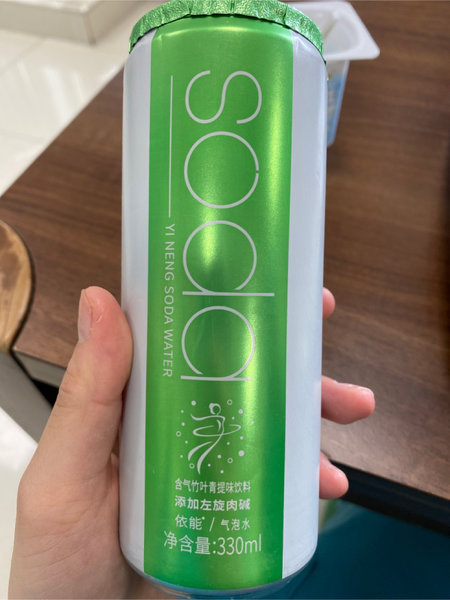 soda
YI NENG SODA WATER
含气竹叶青提味饮料
添加左旋肉碱
依能® / 气泡水
净含量:330ml